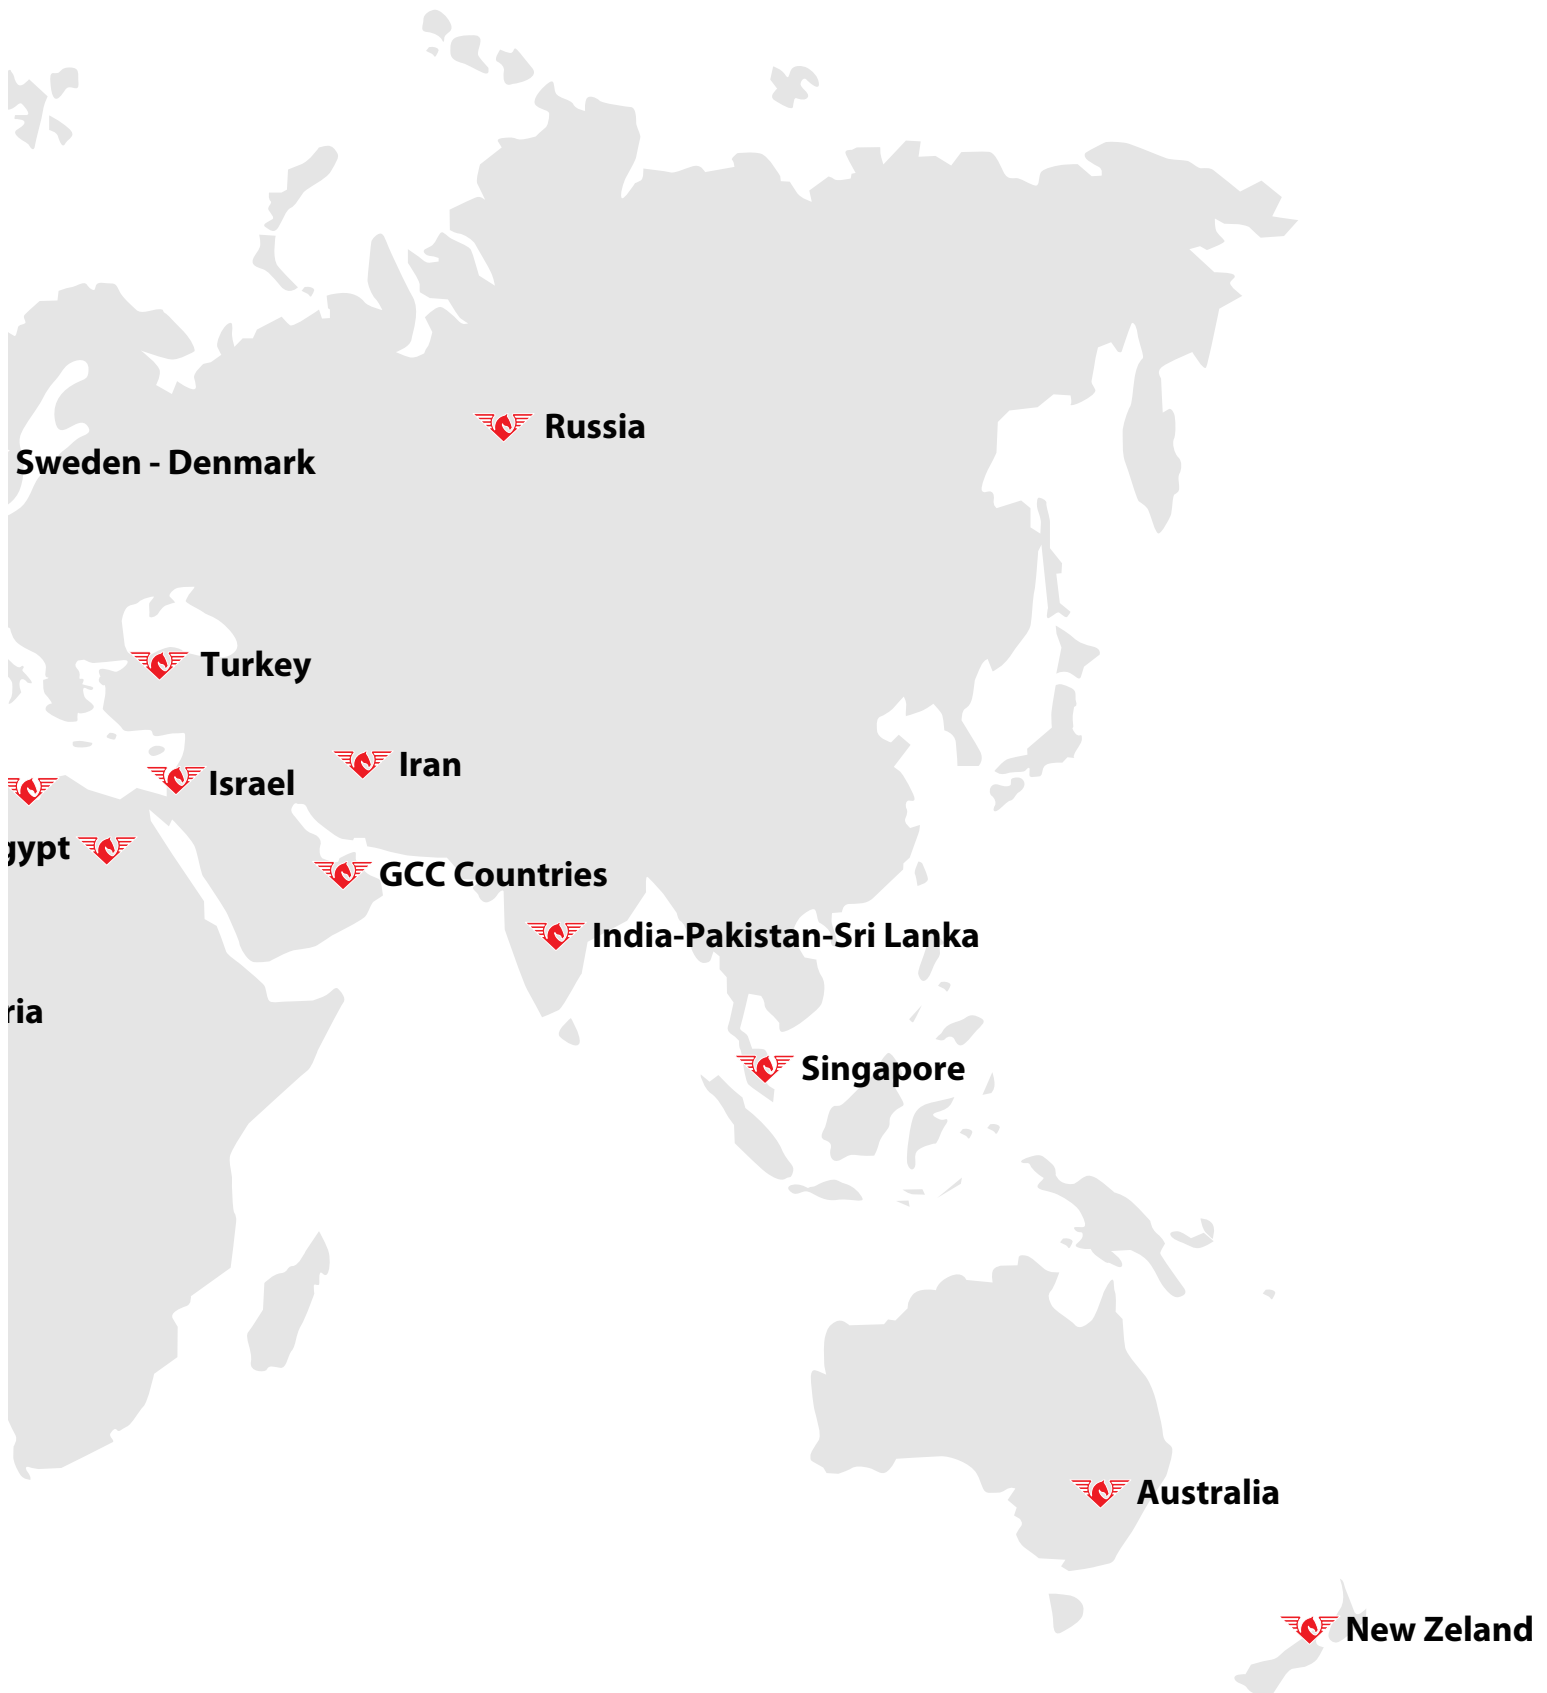 Russia
Sweden - Denmark
Turkey
Iran
Israel
gypt
GCC Countries
India-Pakistan-Sri Lanka
ria
Singapore
Australia
New Zeland